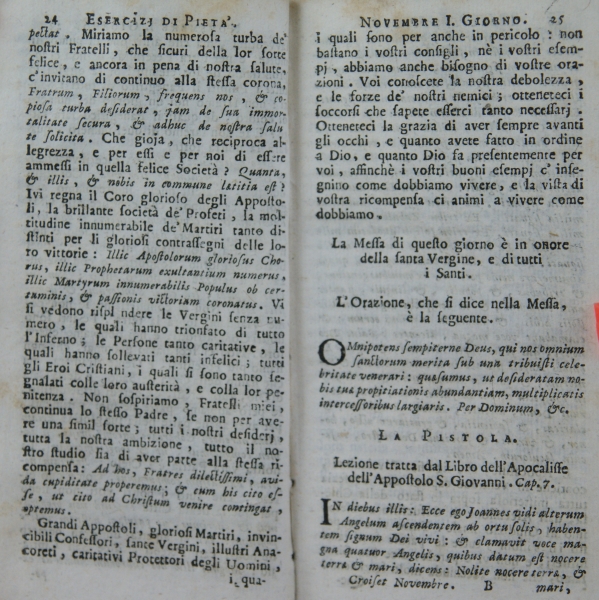 24 ESERCIZJ DI PIETA'.
pectat. Miriamo la numerosa turba de'
nostri Fratelli, che sicuri della lor sorte
felice, e ancora in pena di nostra salute,
c'invitano di continuo alla stessa corona,
Fratrum, Filiorum, frequens nos, & co-
piosa turba desiderat, jam de sua immor-
talitate secura, & adhuc de nostra salu
te solicita. Che gioja, che reciproca al-
legrezza, e per essi e per noi di essere
ammessi in quella felice Società? Quanta,
& illis, & nobis in commune lætitia est?
Ivi regna il Coro glorioso degli Apposto-
li, la brillante società de' Profeti, la mol-
titudine innumerabile de' Martiri tanto di-
stinti per li gloriosi contrassegni delle lo-
ro vittorie: Illic Apostolorum gloriosus Cho-
rus, illic Prophetarum exultantium numerus,
illic Martyrum innumerabilis Populus ob cer-
taminis, & passionis victoriam coronatus. Vi
si vedono rispl ndere le Vergini senza nu-
mero, le quali hanno trionfato di tutto
l'Inferno; le Persone tanto caritative, le
quali hanno sollevati tanti infelici; tutti
gli Eroi Cristiani, i quali si sono tanto se-
gnalati colle loro austerità, e colla lor pe-
nitenza. Non sospiriamo, Fratelli miei,
continua lo stesso Padre, se non per ave-
re una simil sorte; tutti i nostri desiderj,
tutta la nostra ambizione, tutto il no-
stro studio sia di aver parte alla stessa ri-
compensa: Ad hos, Fratres dilectissimi, avi-
da cupiditate properemus; & cum his cito es-
se, ut cito ad Christum venire contingat,
optemus.
Grandi Appostoli, gloriosi Martiri, invin-
cibili Confessori, sante Vergini, illustri Ana-
coreti, caritativi Protettori degli Uomini,
i qua-
NOVEMBRE I. GIORNO. 25
i quali sono per anche in pericolo: non
bastano i vostri consigli, nè i vostri esem-
pj, abbiamo anche bisogno di vostre ora-
zioni. Voi conoscete la nostra debolezza,
e le forze de' nostri nemici; otteneteci i
soccorsi che sapete esserci tanto necessarj.
Otteneteci la grazia di aver sempre avanti
gli occhi, e quanto avete fatto in ordine
a Dio, e quanto Dio fa presentemente per
voi, affinchè i vostri buoni esempj c' inse-
gnino come dobbiamo vivere, e la vista di
vostra ricompensa ci animi a vivere come
dobbiamo.
La Messa di questo giorno è in onore
della santa Vergine, e di tutti
i Santi.
L'Orazione, che si dice nella Messa,
è la seguente.
OMnipotens sempiterne Deus, qui nos omnium
sanctorum merita sub una tribuisti cele-
britate venerari: quæsumus, ut desideratam no-
bis tuæ propitiationis abundantiam, multiplicatis
intercessoribus largiaris. Per Dominum, &c.
LA PISTOLA.
Lezione tratta dal Libro dell'Apocalisse
dell'Appostolo S. Giovanni. Cap. 7.
IN diebus illis: Ecce ego Joannes vidi alterum
Angelum ascendentem ab ortu solis, haben-
tem signum Dei vivi: & clamavit voce ma-
gna quatuor Angelis, quibus datum est nocere
terræ & mari, dicens: Nolite nocere terræ, &
Croiset Novembre. B mari,